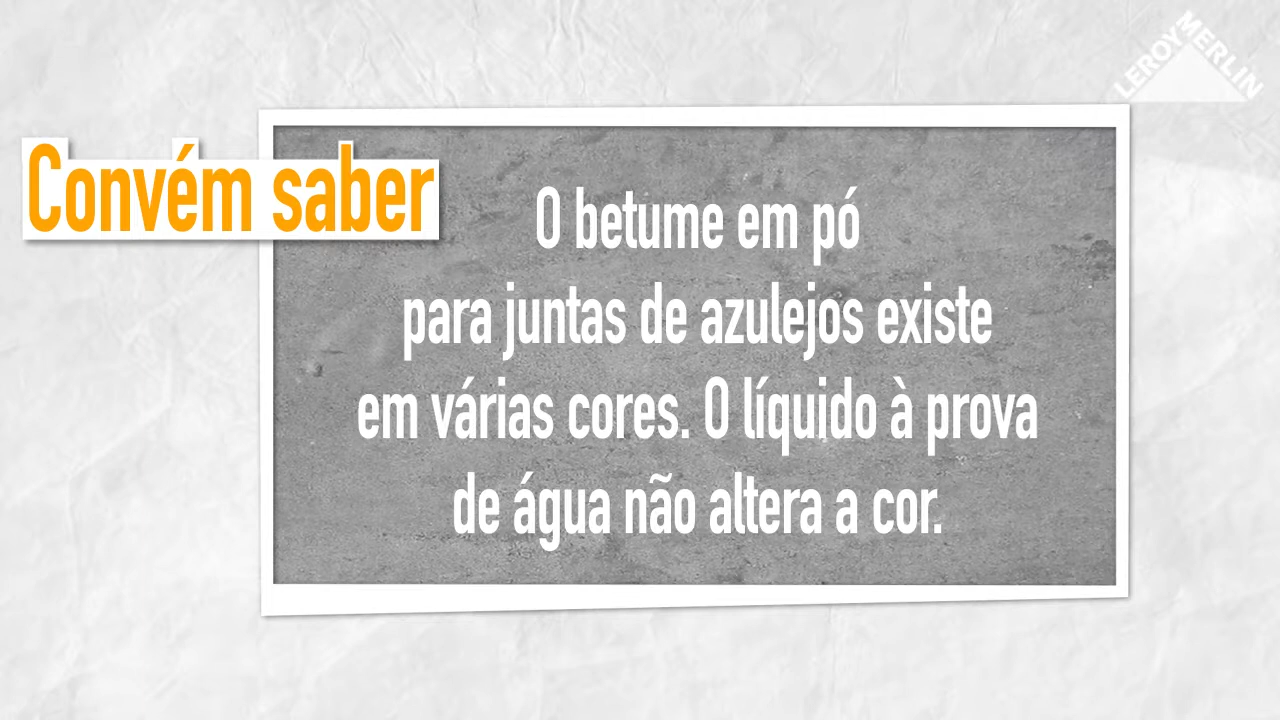 LEROY MERLIN
Convém saber
O betume em pó
para juntas de azulejos existe
em várias cores. O líquido à prova
de água não altera a cor.